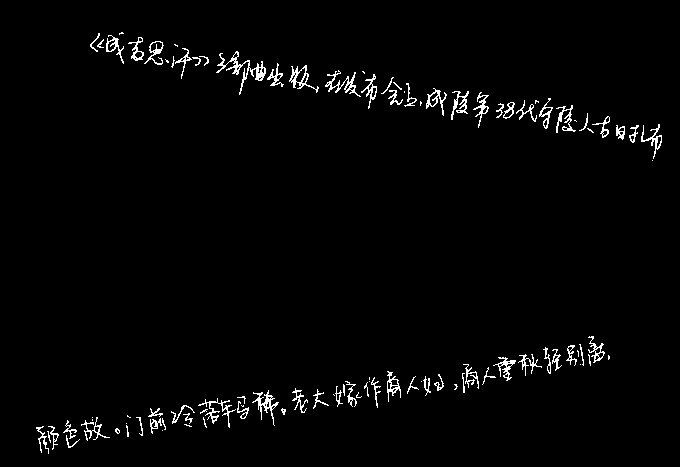 《成吉思汗》三部曲出版,在发布会上,成陵第38代守陵人古日扎布
颜色故。门前冷落车马稀。老大嫁作商人妇,商人重秋轻别离,